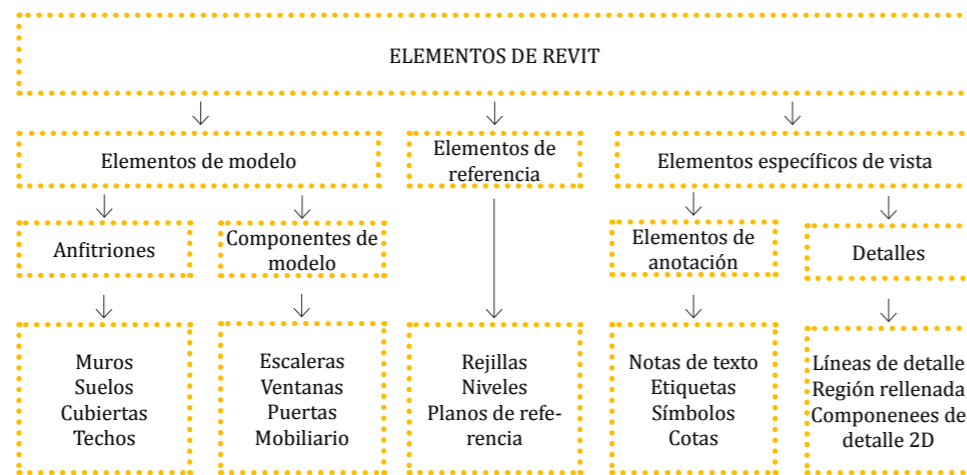 ELEMENTOS DE REVIT
Elementos de modelo
Elementos de
referencia
Elementos específicos de vista
Anfitriones
Componentes de
modelo
Elementos de
anotación
Detalles
Muros
Suelos
Cubiertas
Techos
Escaleras
Ventanas
Puertas
Mobiliario
Rejillas
Niveles
Planos de refe-
rencia
Notas de texto
Etiquetas
Símbolos
Cotas
Líneas de detalle
Región rellenada
Componenees de
detalle 2D